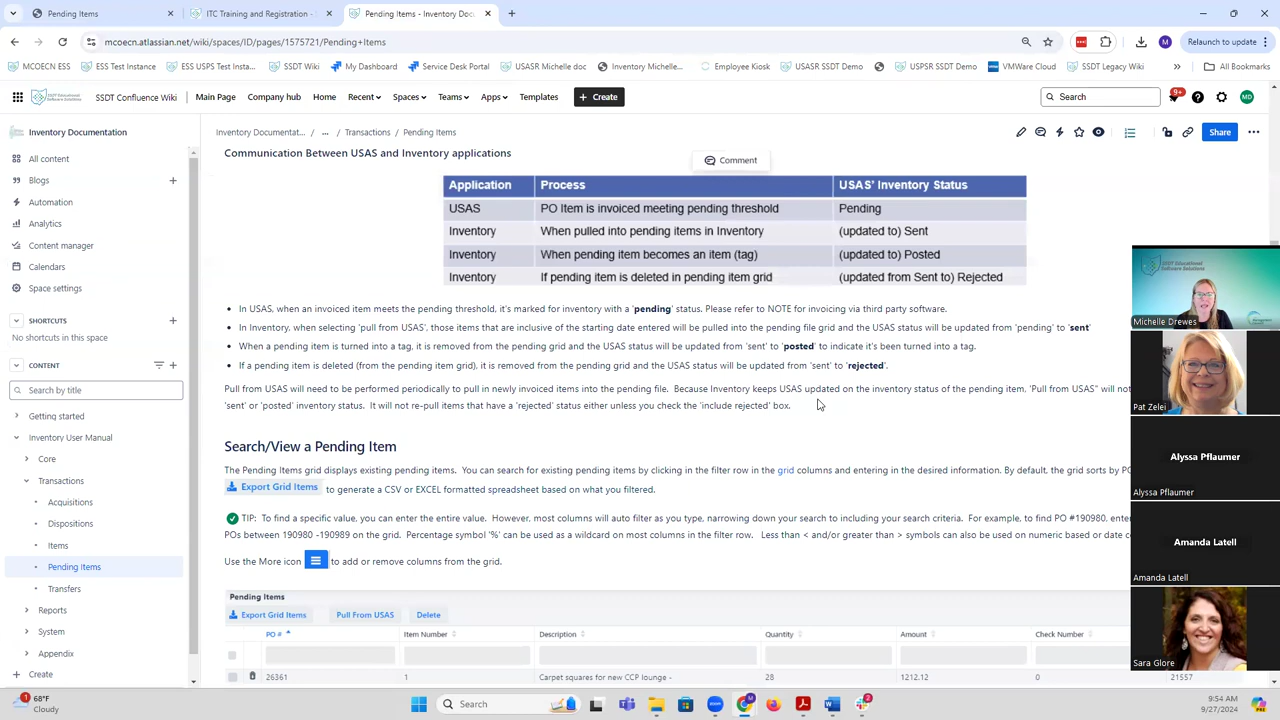 Pending Items
ITC Training and Communication and Registration -
Pending Items - Inventory Docu
mcoecn.atlassian.net/wiki/spaces/ID/pages/1575721/Pending+Items
Relaunch to update
MCOECN ESS
ESS Test Instance
ESS USPS Test Insta...
SSDT Wiki
My Dashboard
Service Desk Portal
USASR Michelle doc
Inventory Michelle...
Employee Kiosk
USASR SSDT Demo
USPSR SSDT Demo
VMWare Cloud
SSDT Legacy Wiki
All Bookmarks
SSDT Confluence Wiki
Main Page
Company hub
Home
Recent
Spaces
Teams
Apps
Templates
Create
Search
9+
MD
Inventory Documentation
All content
Blogs
Automation
Analytics
Content manager
Calendars
Space settings
SHORTCUTS
No shortcuts in this space
CONTENT
Search by title
Getting started
Inventory User Manual
Core
Transactions
Acquisitions
Dispositions
Items
Pending Items
Transfers
Reports
System
Appendix
Create
Inventory Documentat... / ... / Transactions / Pending Items
Share
Communication Between USAS and Inventory applications
Comment
Application Process USAS' Inventory Status
USAS PO Item is invoiced meeting pending threshold Pending
Inventory When pulled into pending items in Inventory (updated to) Sent
Inventory When pending item becomes an item (tag) (updated to) Posted
Inventory If pending item is deleted in pending item grid (updated from Sent to) Rejected
• In USAS, when an invoiced item meets the pending threshold, it's marked for inventory with a 'pending' status. Please refer to NOTE for invoicing via third party software.
• In Inventory, when selecting 'pull from USAS', those items that are inclusive of the starting date entered will be pulled into the pending file grid and the USAS status will be updated from 'pending' to 'sent'
• When a pending item is turned into a tag, it is removed from the pending grid and the USAS status will be updated from 'sent' to 'posted' to indicate it's been turned into a tag.
• If a pending item is deleted (from the pending item grid), it is removed from the pending grid and the USAS status will be updated from 'sent' to 'rejected'.
Pull from USAS will need to be performed periodically to pull in newly invoiced items into the pending file. Because Inventory keeps USAS updated on the inventory status of the pending item, 'Pull from USAS" will not
'sent' or 'posted' inventory status. It will not re-pull items that have a 'rejected' status either unless you check the 'include rejected' box.
Search/View a Pending Item
The Pending Items grid displays existing pending items. You can search for existing pending items by clicking in the filter row in the grid columns and entering in the desired information. By default, the grid sorts by PO
Export Grid Items to generate a CSV or EXCEL formatted spreadsheet based on what you filtered.
TIP: To find a specific value, you can enter the entire value. However, most columns will auto filter as you type, narrowing down your search to including your search criteria. For example, to find PO #190980, enter
POs between 190980 -190989 on the grid. Percentage symbol '%' can be used as a wildcard on most columns in the filter row. Less than < and/or greater than > symbols can also be used on numeric based or date co
Use the More icon to add or remove columns from the grid.
Pending Items
Export Grid Items Pull From USAS Delete
PO # Item Number Description Quantity Amount Check Number
26361 1 Carpet squares for new CCP lounge - 28 1212.12 0 21557
SSDT Educational
Software Solutions
Michelle Drewes
Pat Zelei
Alyssa Pflaumer
Alyssa Pflaumer
Amanda Latell
Amanda Latell
Sara Glore
1
68°F
Cloudy
Search
2
9:54 AM
9/27/2024